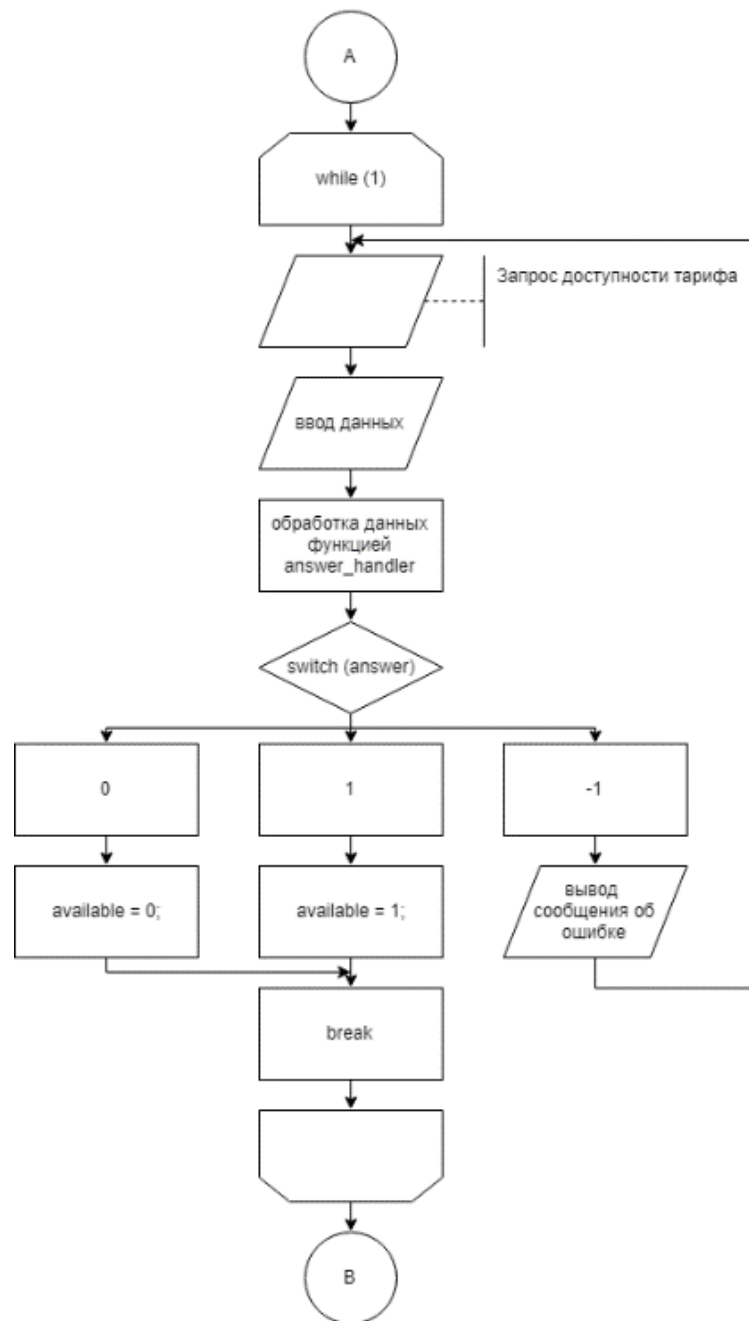 A
while (1)
Запрос доступности тарифа
ввод данных
обработка данных
функцией
answer_handler
switch (answer)
0
1
-1
available = 0;
available = 1;
вывод
сообщения об
ошибке
break
B